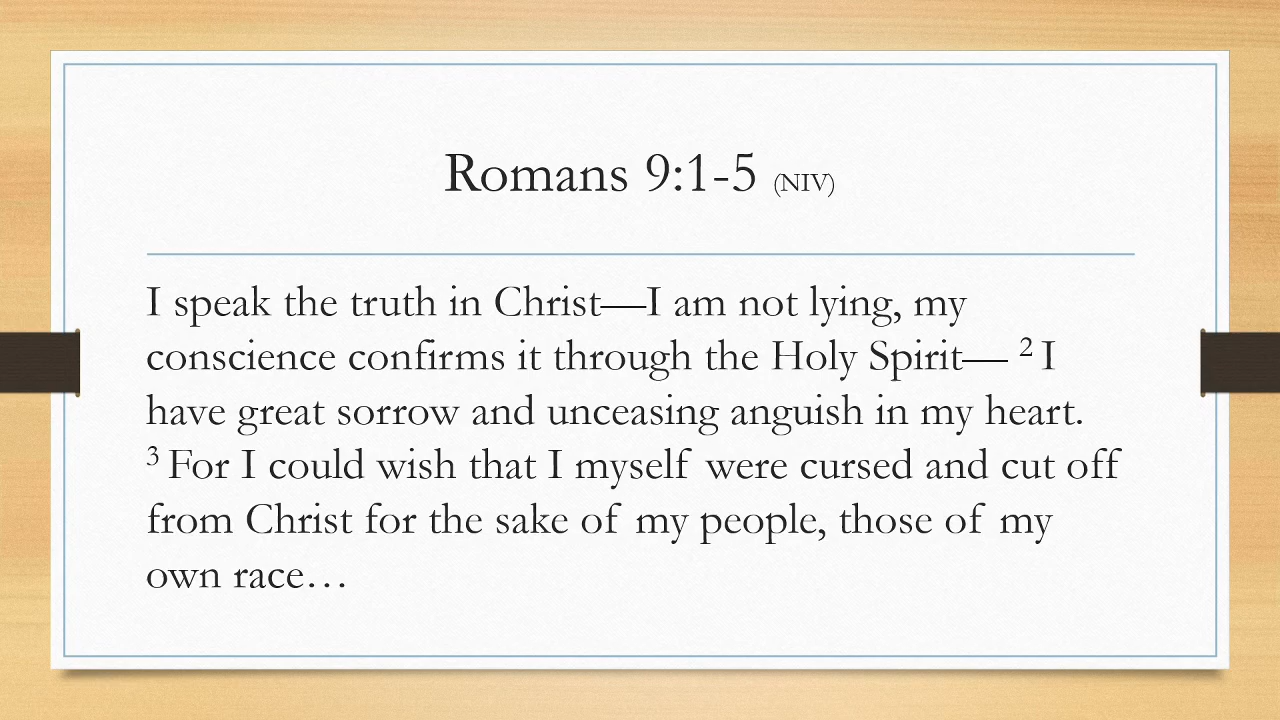 Romans 9:1-5 (NIV)
I speak the truth in Christ—I am not lying, my
conscience confirms it through the Holy Spirit— ² I
have great sorrow and unceasing anguish in my heart.
³ For I could wish that I myself were cursed and cut off
from Christ for the sake of my people, those of my
own race…